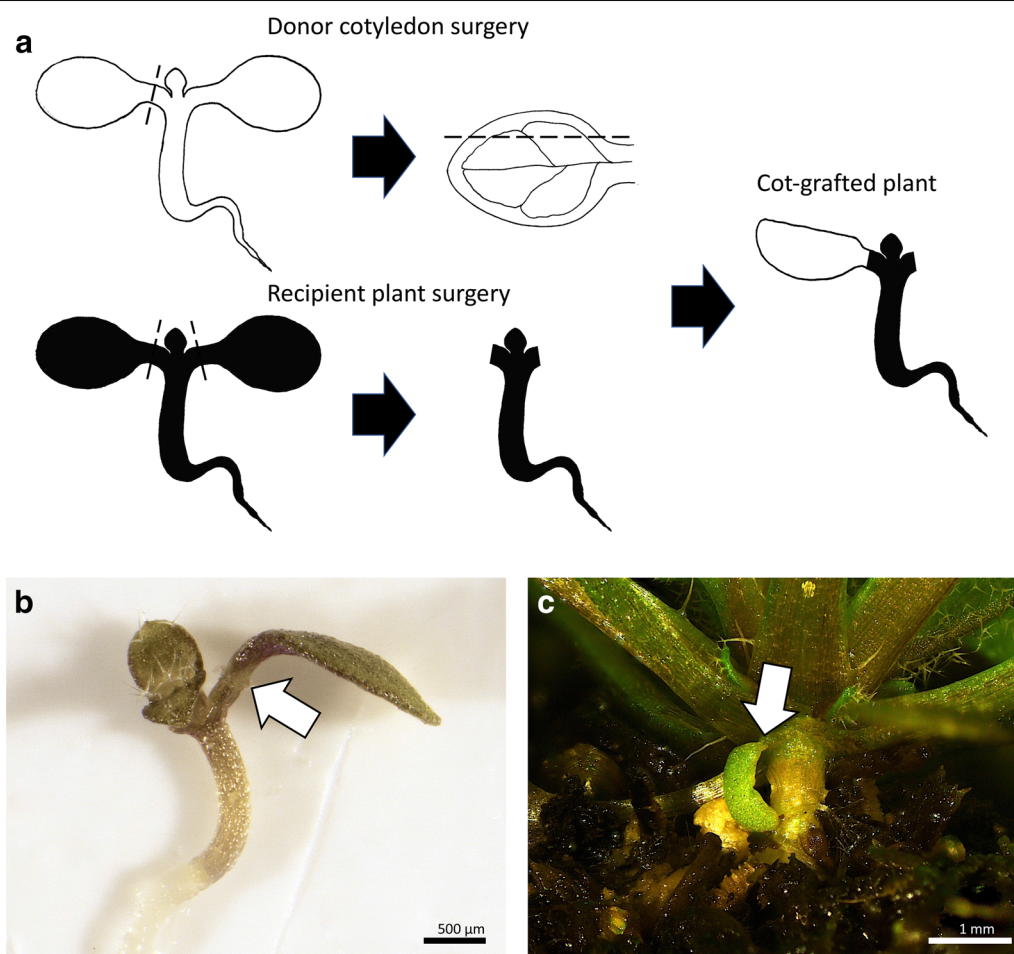 a
Donor cotyledon surgery
Cot-grafted plant
Recipient plant surgery
b
500 µm
c
1 mm